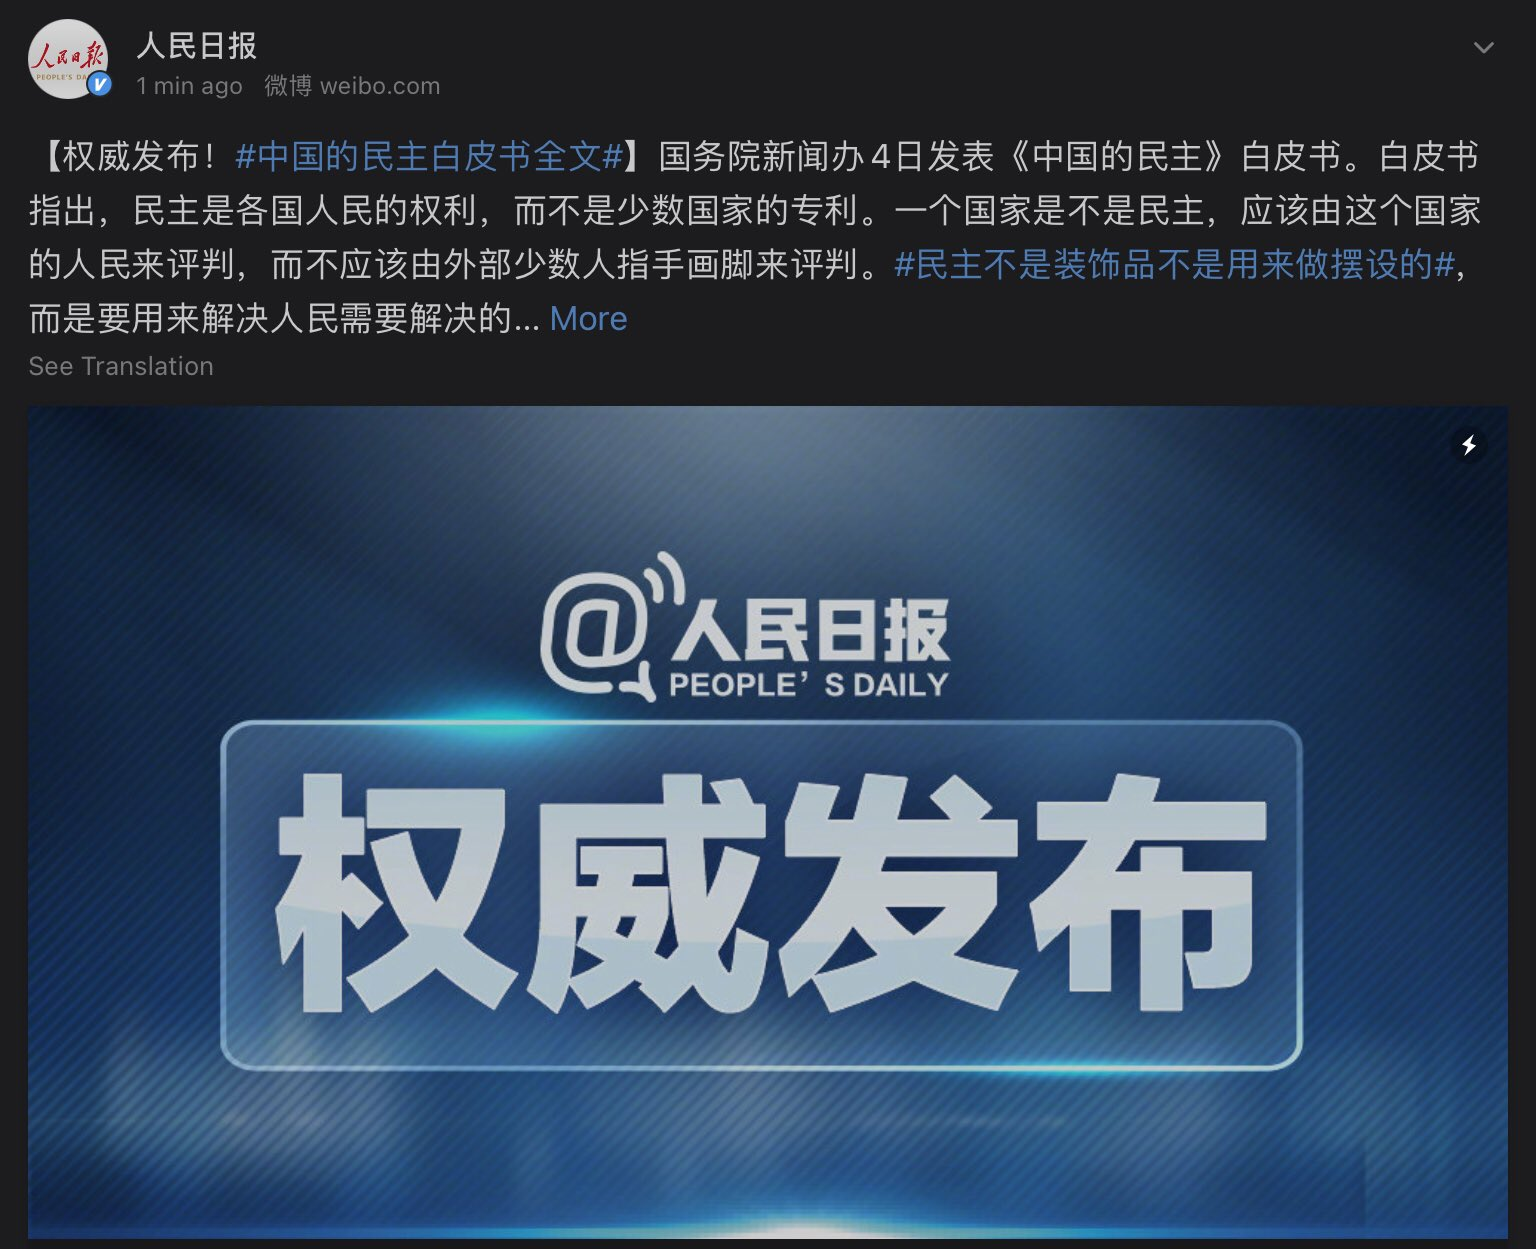 人民日报
PEOPLE'S DA
人民日报
1 min ago 微博 weibo.com
【权威发布！#中国的民主白皮书全文#】国务院新闻办4日发表《中国的民主》白皮书。白皮书
指出，民主是各国人民的权利，而不是少数国家的专利。一个国家是不是民主，应该由这个国家
的人民来评判，而不应该由外部少数人指手画脚来评判。#民主不是装饰品不是用来做摆设的#，
而是要用来解决人民需要解决的... More
See Translation
@人民日报
PEOPLE'S DAILY
权威发布